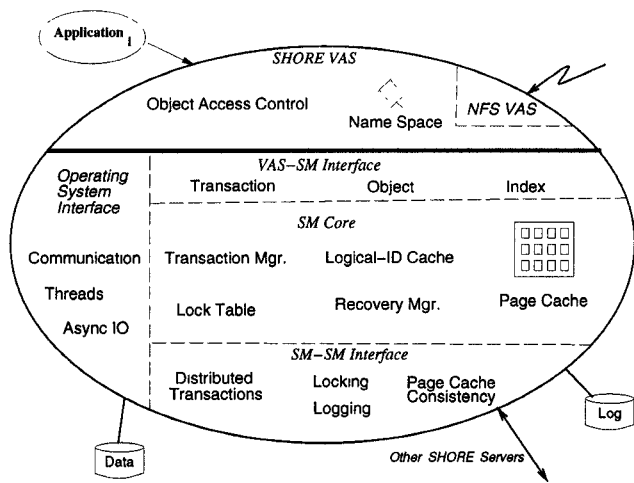 Application i
SHORE VAS
Object Access Control
Name Space
NFS VAS
VAS–SM Interface
Operating
System
Interface
Transaction
Object
Index
SM Core
Communication
Threads
Async IO
Transaction Mgr.
Logical–ID Cache
Lock Table
Recovery Mgr.
Page Cache
SM–SM Interface
Distributed
Transactions
Locking
Logging
Page Cache
Consistency
Data
Log
Other SHORE Servers